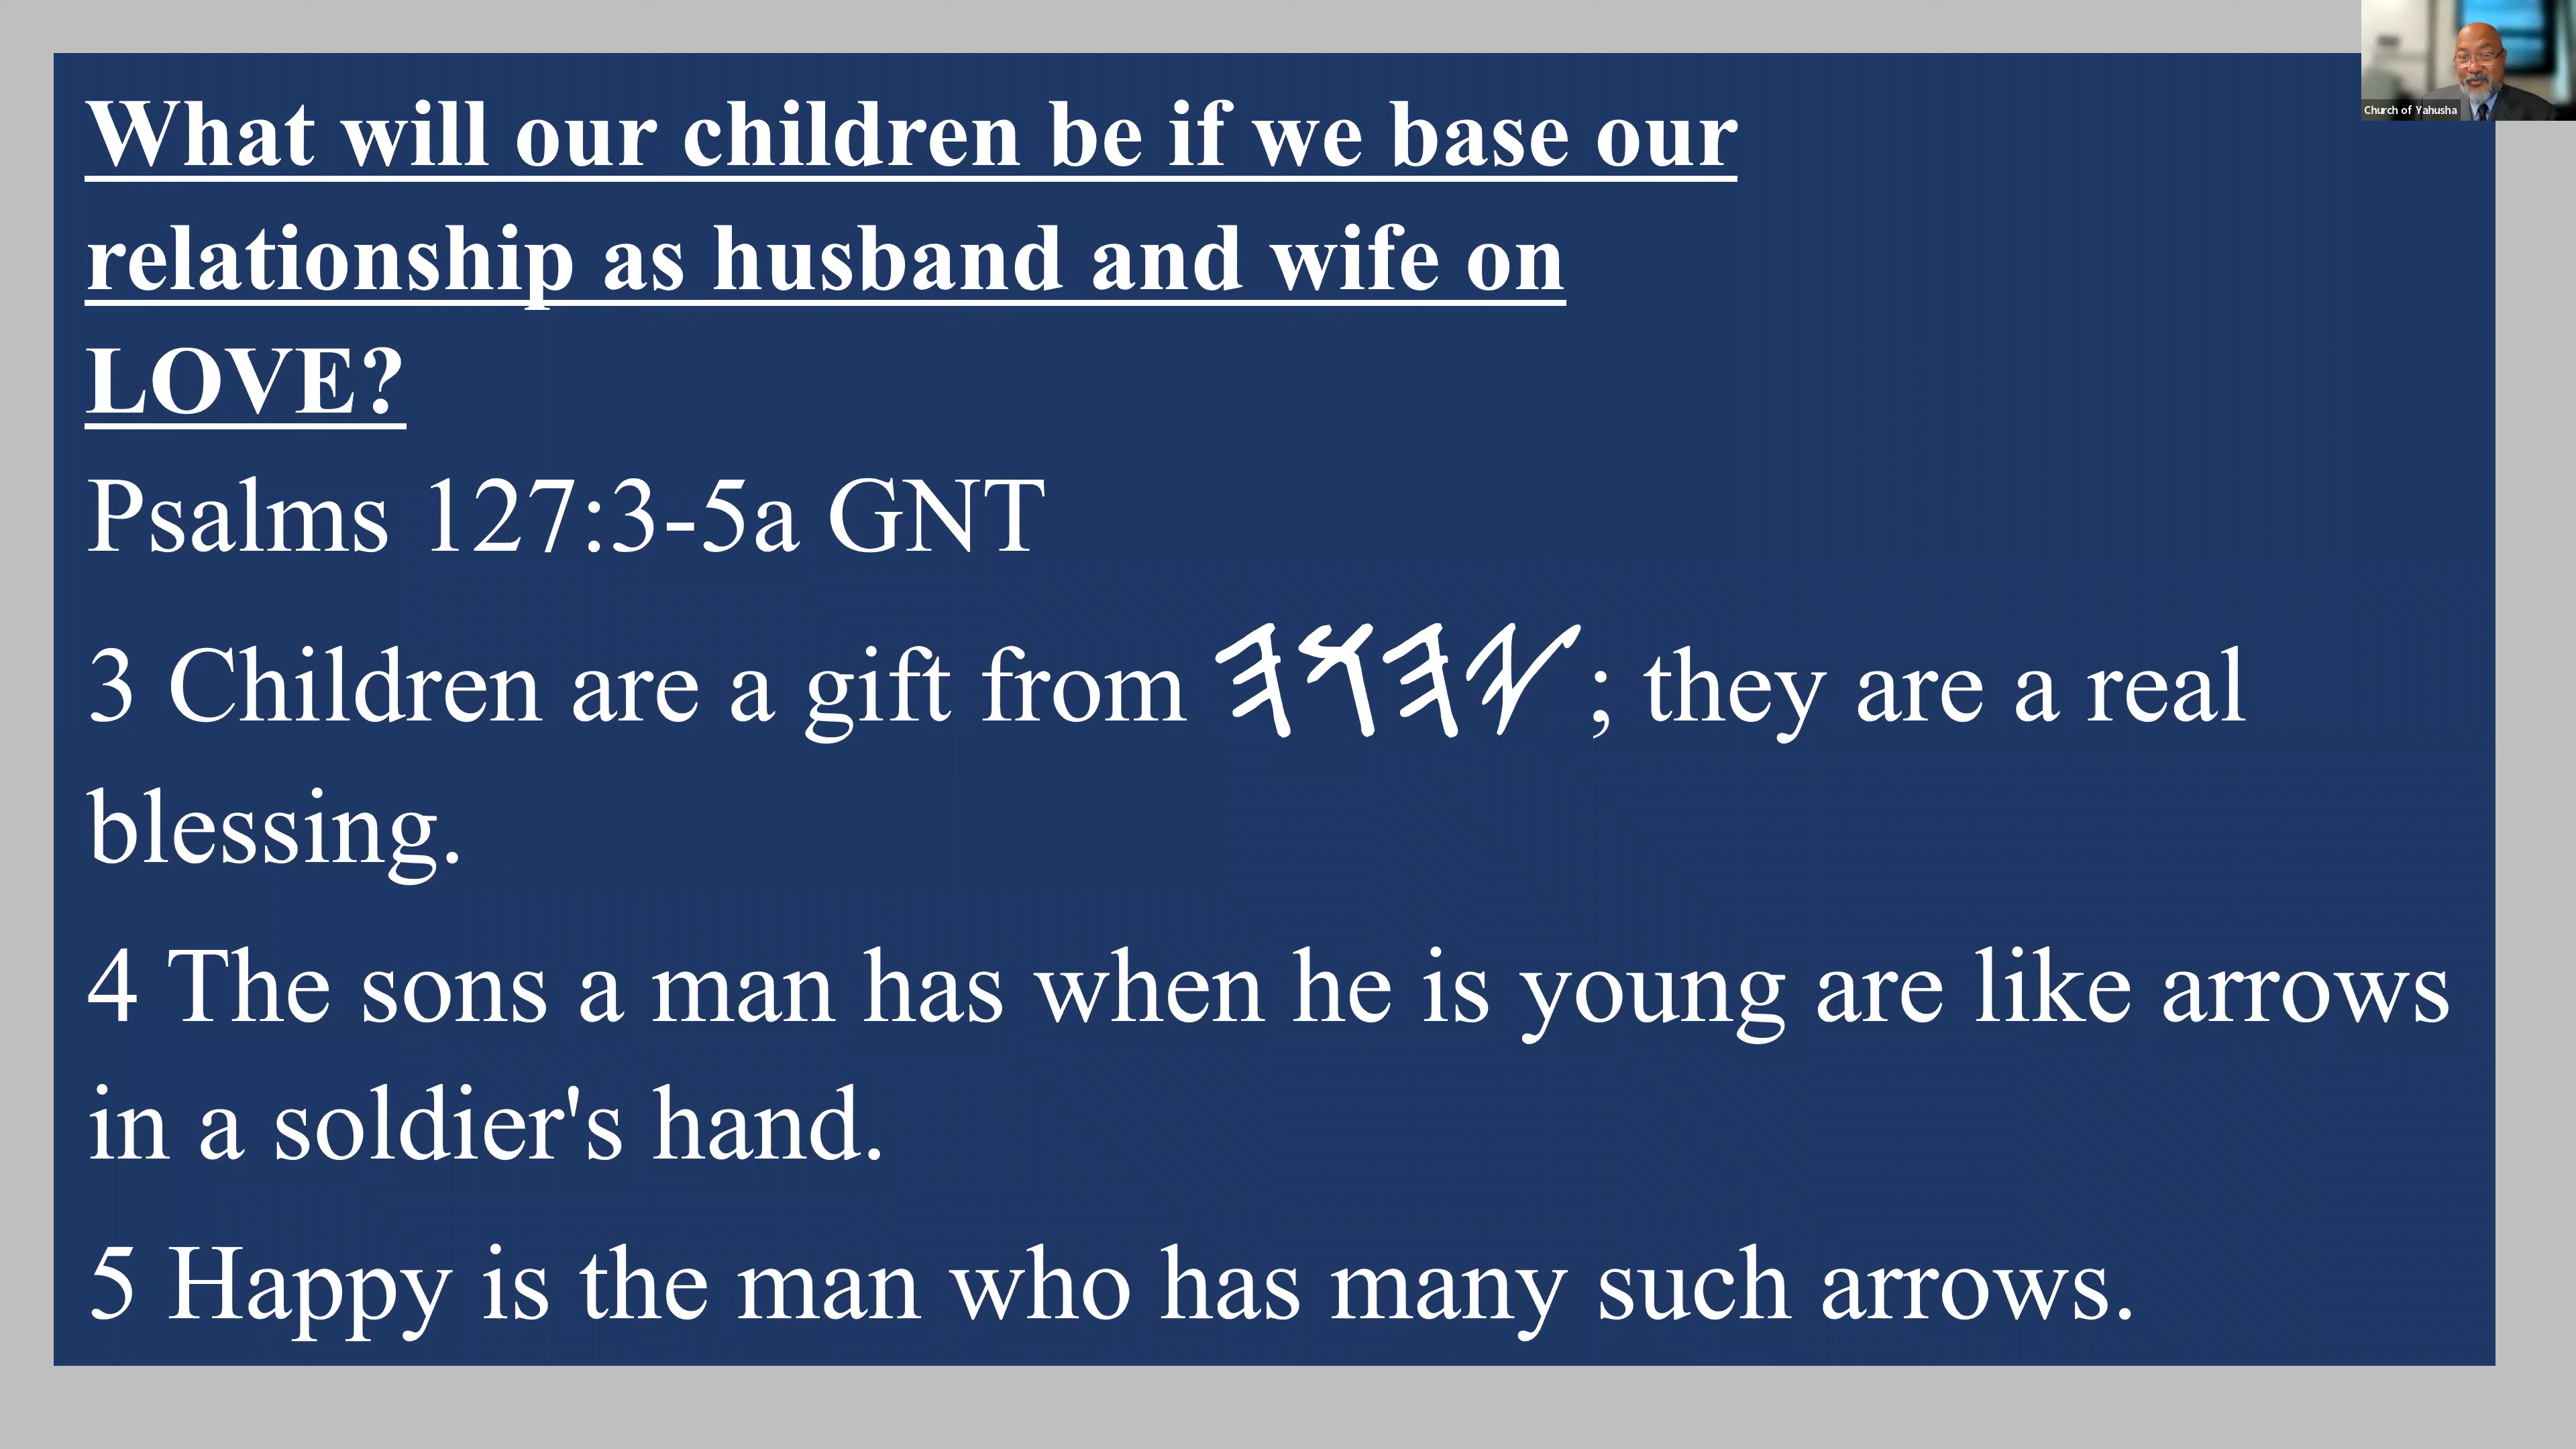 Church of Yahusha
What will our children be if we base our
relationship as husband and wife on
LOVE?
Psalms 127:3-5a GNT
3 Children are a gift from 𐤉𐤄𐤅𐤄; they are a real
blessing.
4 The sons a man has when he is young are like arrows
in a soldier's hand.
5 Happy is the man who has many such arrows.